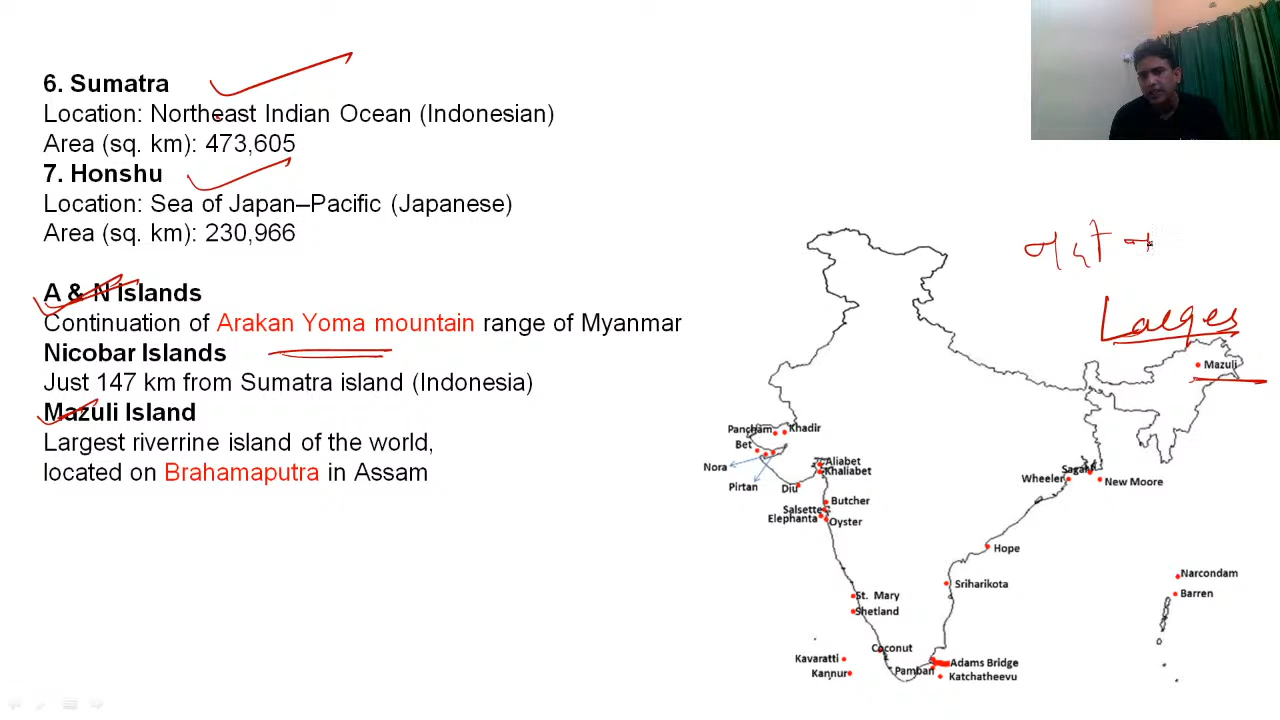 6. Sumatra
Location: Northeast Indian Ocean (Indonesian)
Area (sq. km): 473,605
7. Honshu
Location: Sea of Japan–Pacific (Japanese)
Area (sq. km): 230,966
A & N Islands
Continuation of Arakan Yoma mountain range of Myanmar
Nicobar Islands
Just 147 km from Sumatra island (Indonesia)
Mazuli Island
Largest riverrine island of the world,
located on Brahamaputra in Assam
Larges
Mazuli
Pancham
Khadir
Bet
Nora
Pirtan
Diu
Aliabet
Khaliabet
Butcher
Salsette
Elephanta
Oyster
Sagar
Wheeler
New Moore
Hope
Sriharikota
Narcondam
Barren
St. Mary
Shetland
Coconut
Kavaratti
Kannur
Pamban
Adams Bridge
Katchatheevu